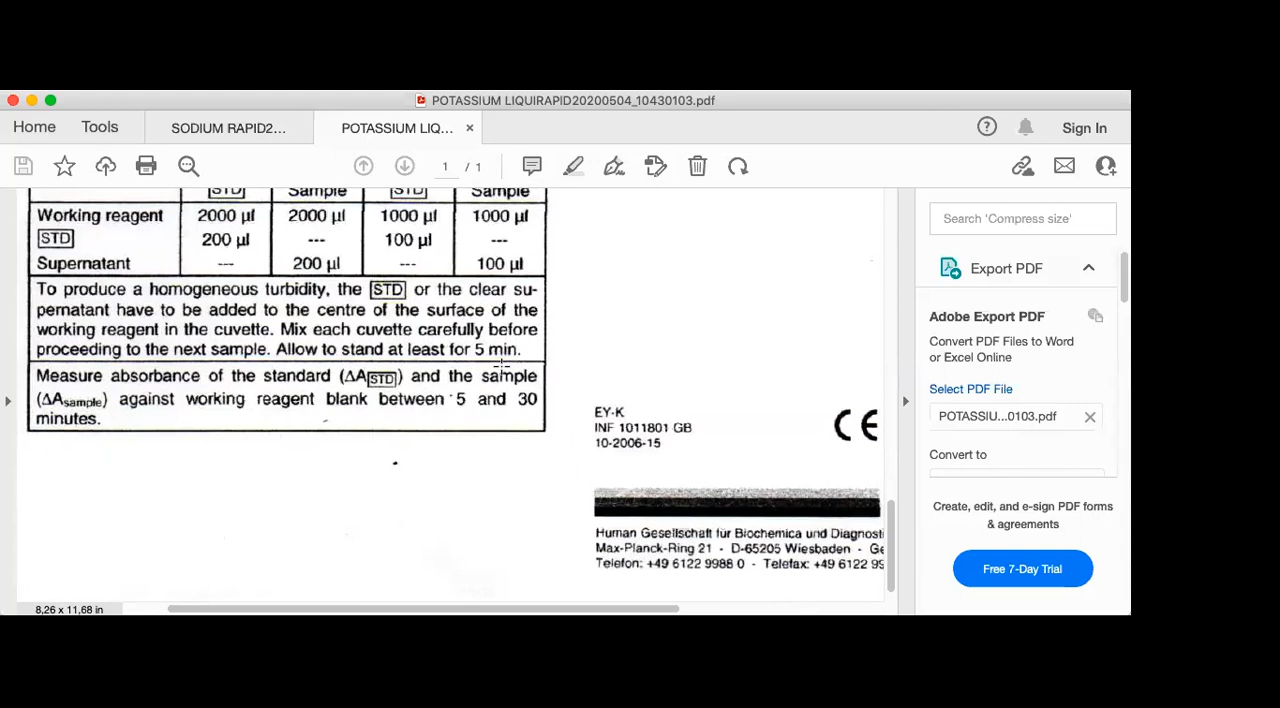 POTASSIUM LIQUIRAPID20200504_10430103.pdf
Home Tools SODIUM RAPID2... POTASSIUM LIQ... × ? Sign In
1 / 1
STD Sample STD Sample
Working reagent 2000 µl 2000 µl 1000 µl 1000 µl
STD 200 µl --- 100 µl ---
Supernatant --- 200 µl --- 100 µl
To produce a homogeneous turbidity, the STD or the clear su-
pernatant have to be added to the centre of the surface of the
working reagent in the cuvette. Mix each cuvette carefully before
proceeding to the next sample. Allow to stand at least for 5 min.
Measure absorbance of the standard (ΔASTD) and the sample
(ΔAsample) against working reagent blank between 5 and 30
minutes.
EY-K
INF 1011801 GB
10-2006-15
CE
Human Gesellschaft für Biochemica und Diagnosti
Max-Planck-Ring 21 - D-65205 Wiesbaden - Ge
Telefon: +49 6122 9988 0 - Telefax: +49 6122 99
8,26 x 11,68 in
Search 'Compress size'
Export PDF
Adobe Export PDF
Convert PDF Files to Word
or Excel Online
Select PDF File
POTASSIU...0103.pdf
Convert to
Create, edit, and e-sign PDF forms
& agreements
Free 7-Day Trial